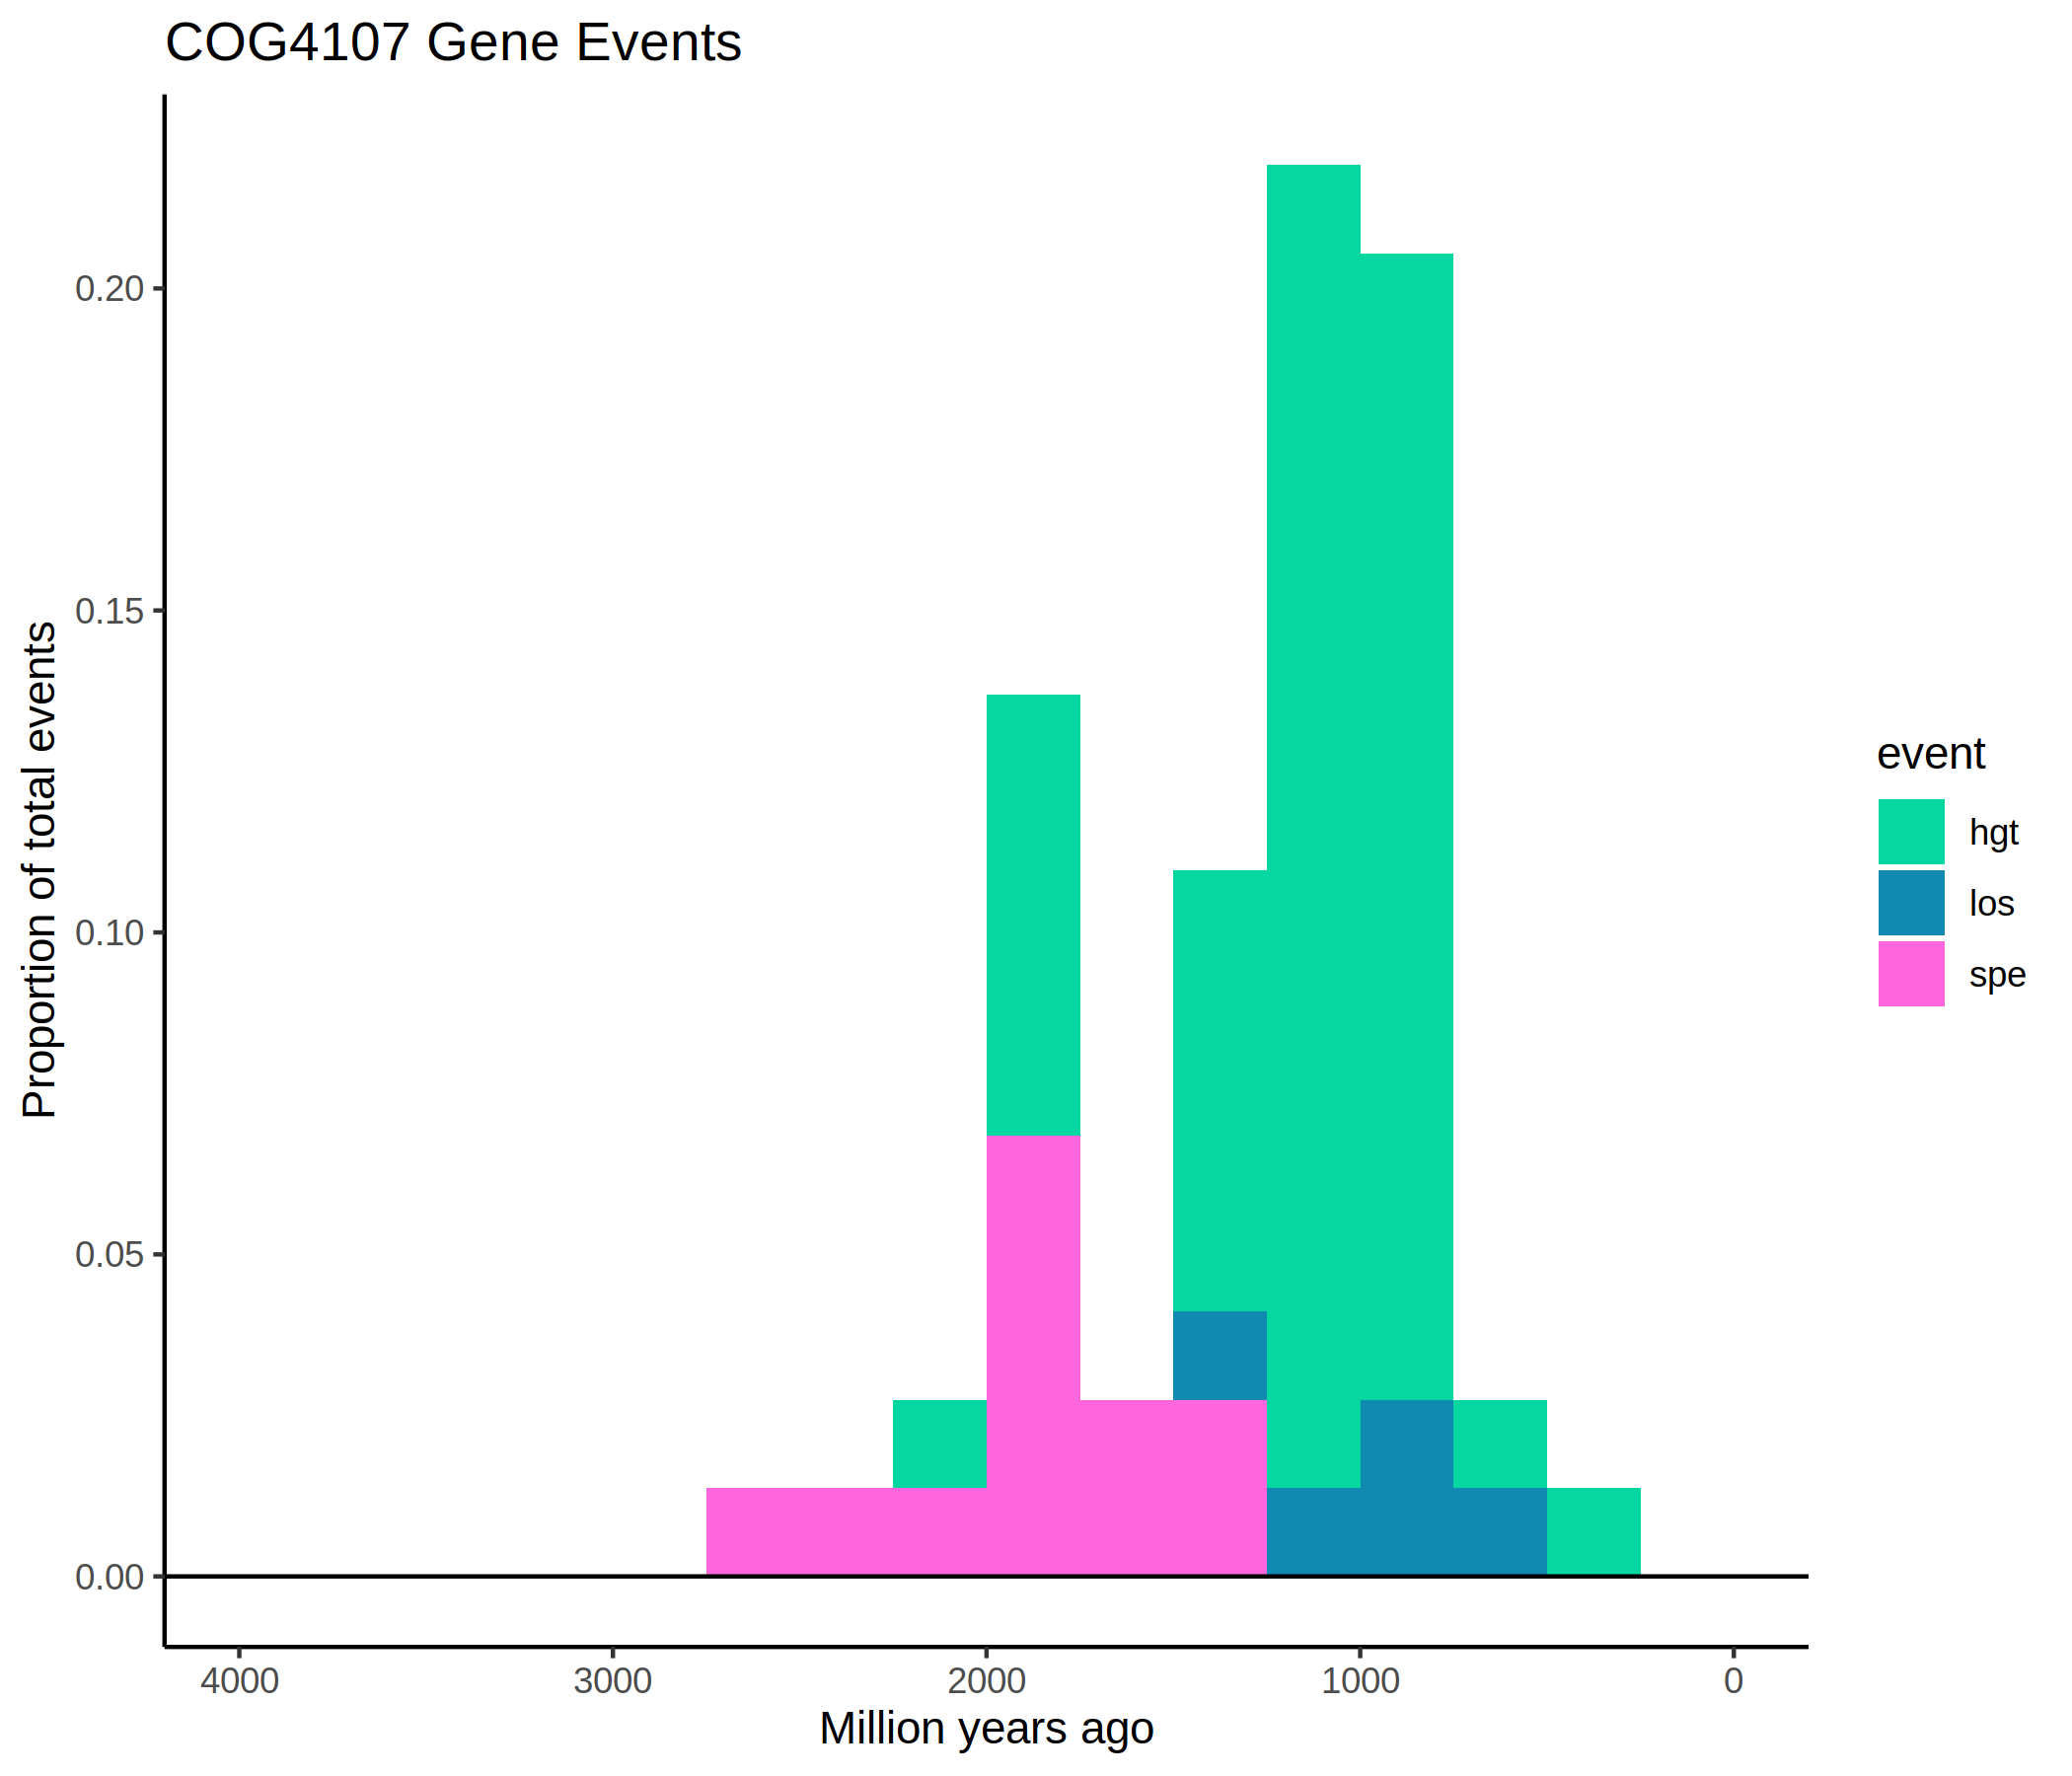 COG4107 Gene Events
Proportion of total events
0.20
0.15
0.10
0.05
0.00
4000 3000 2000 1000 0
Million years ago
event
hgt
los
spe